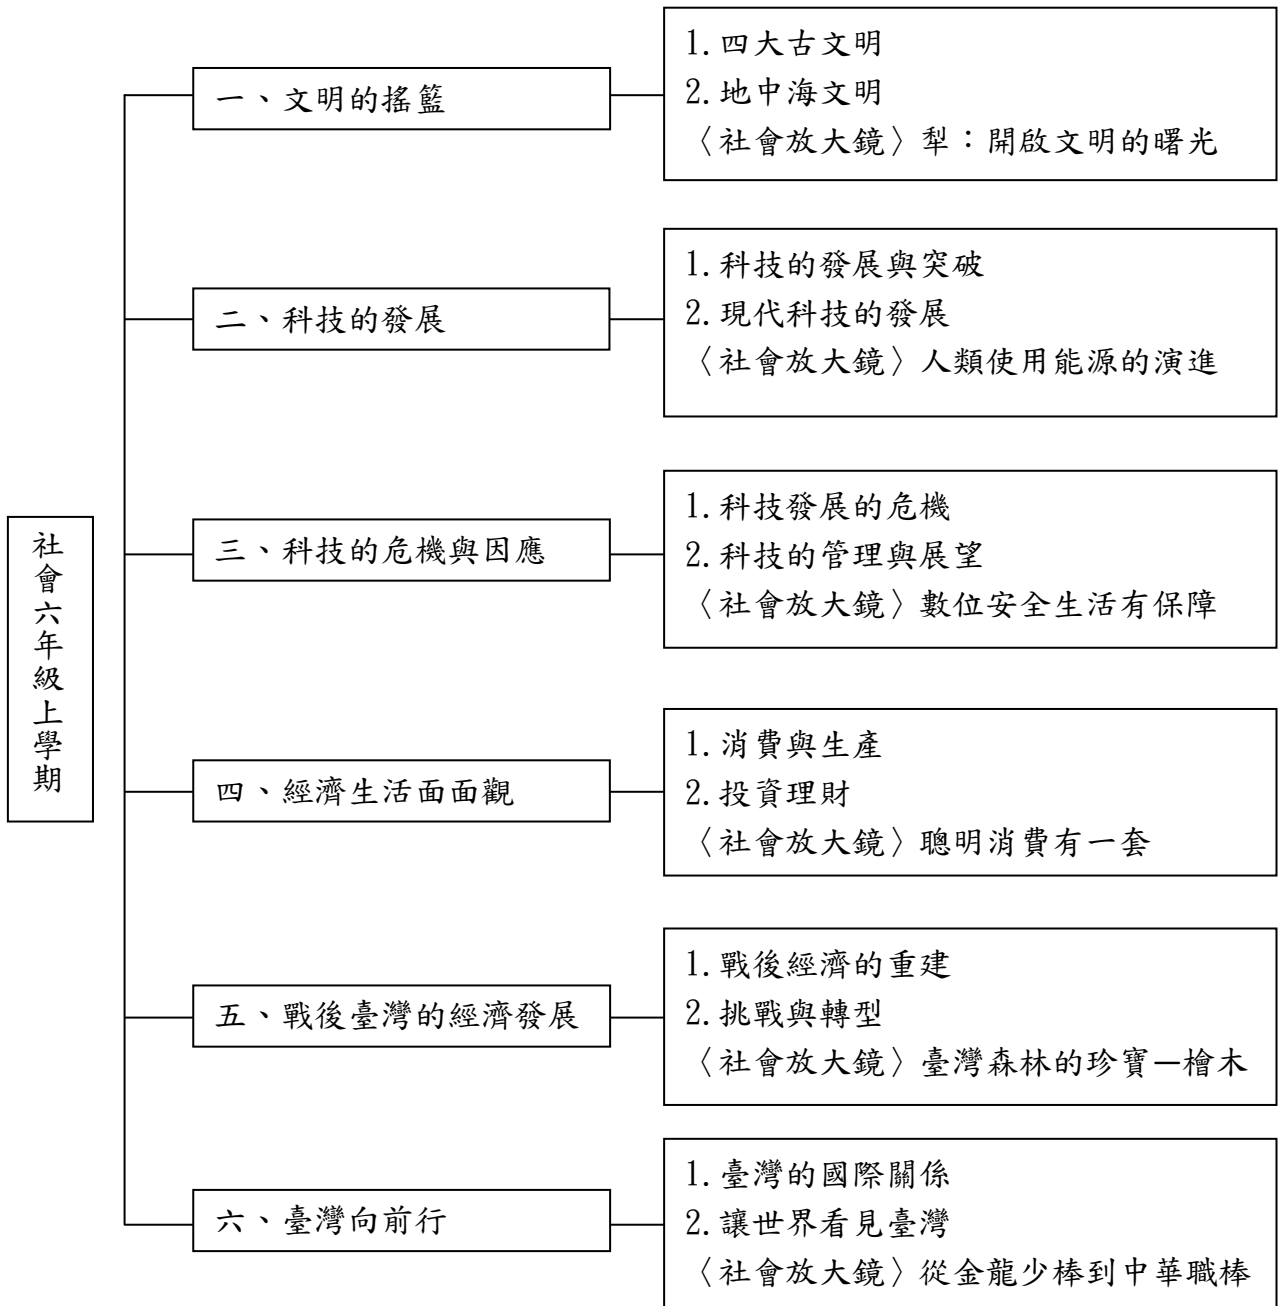 社會六年級上學期
一、文明的搖籃
1.四大古文明
2.地中海文明
〈社會放大鏡〉犁：開啟文明的曙光
二、科技的發展
1.科技的發展與突破
2.現代科技的發展
〈社會放大鏡〉人類使用能源的演進
三、科技的危機與因應
1.科技發展的危機
2.科技的管理與展望
〈社會放大鏡〉數位安全生活有保障
四、經濟生活面面觀
1.消費與生產
2.投資理財
〈社會放大鏡〉聰明消費有一套
五、戰後臺灣的經濟發展
1.戰後經濟的重建
2.挑戰與轉型
〈社會放大鏡〉臺灣森林的珍寶—檜木
六、臺灣向前行
1.臺灣的國際關係
2.讓世界看見臺灣
〈社會放大鏡〉從金龍少棒到中華職棒